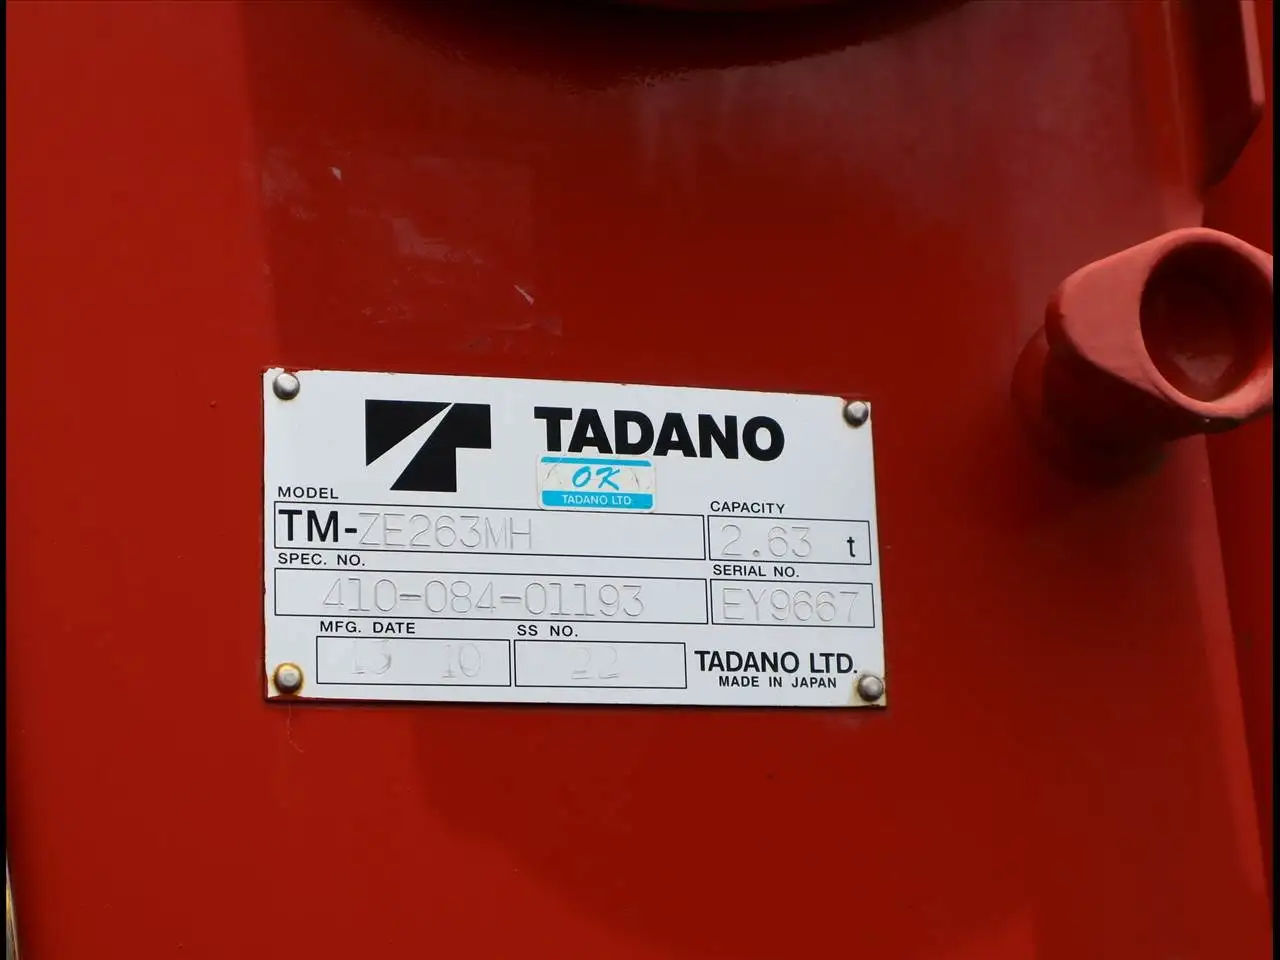 TADANO
OK
TADANO LTD.
MODEL
TM-ZE263MH
CAPACITY
2.63 t
SPEC. NO.
410-084-01193
SERIAL NO.
EY9667
MFG. DATE
13 10
SS NO.
22
TADANO LTD.
MADE IN JAPAN